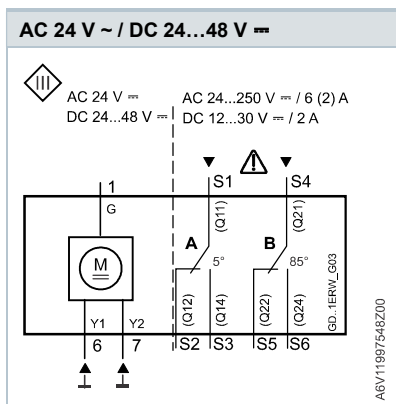 AC 24 V ~ / DC 24...48 V ⎓
III
AC 24 V ⎓
DC 24...48 V ⎓
AC 24...250 V ⎓ / 6 (2) A
DC 12...30 V ⎓ / 2 A
1
S1
S4
G
(Q11)
(Q21)
A
B
M
5°
85°
(Q12)
(Q14)
(Q22)
(Q24)
GD..1ERW_G03
Y1
Y2
6
7
S2
S3
S5
S6
A6V11997548Z00